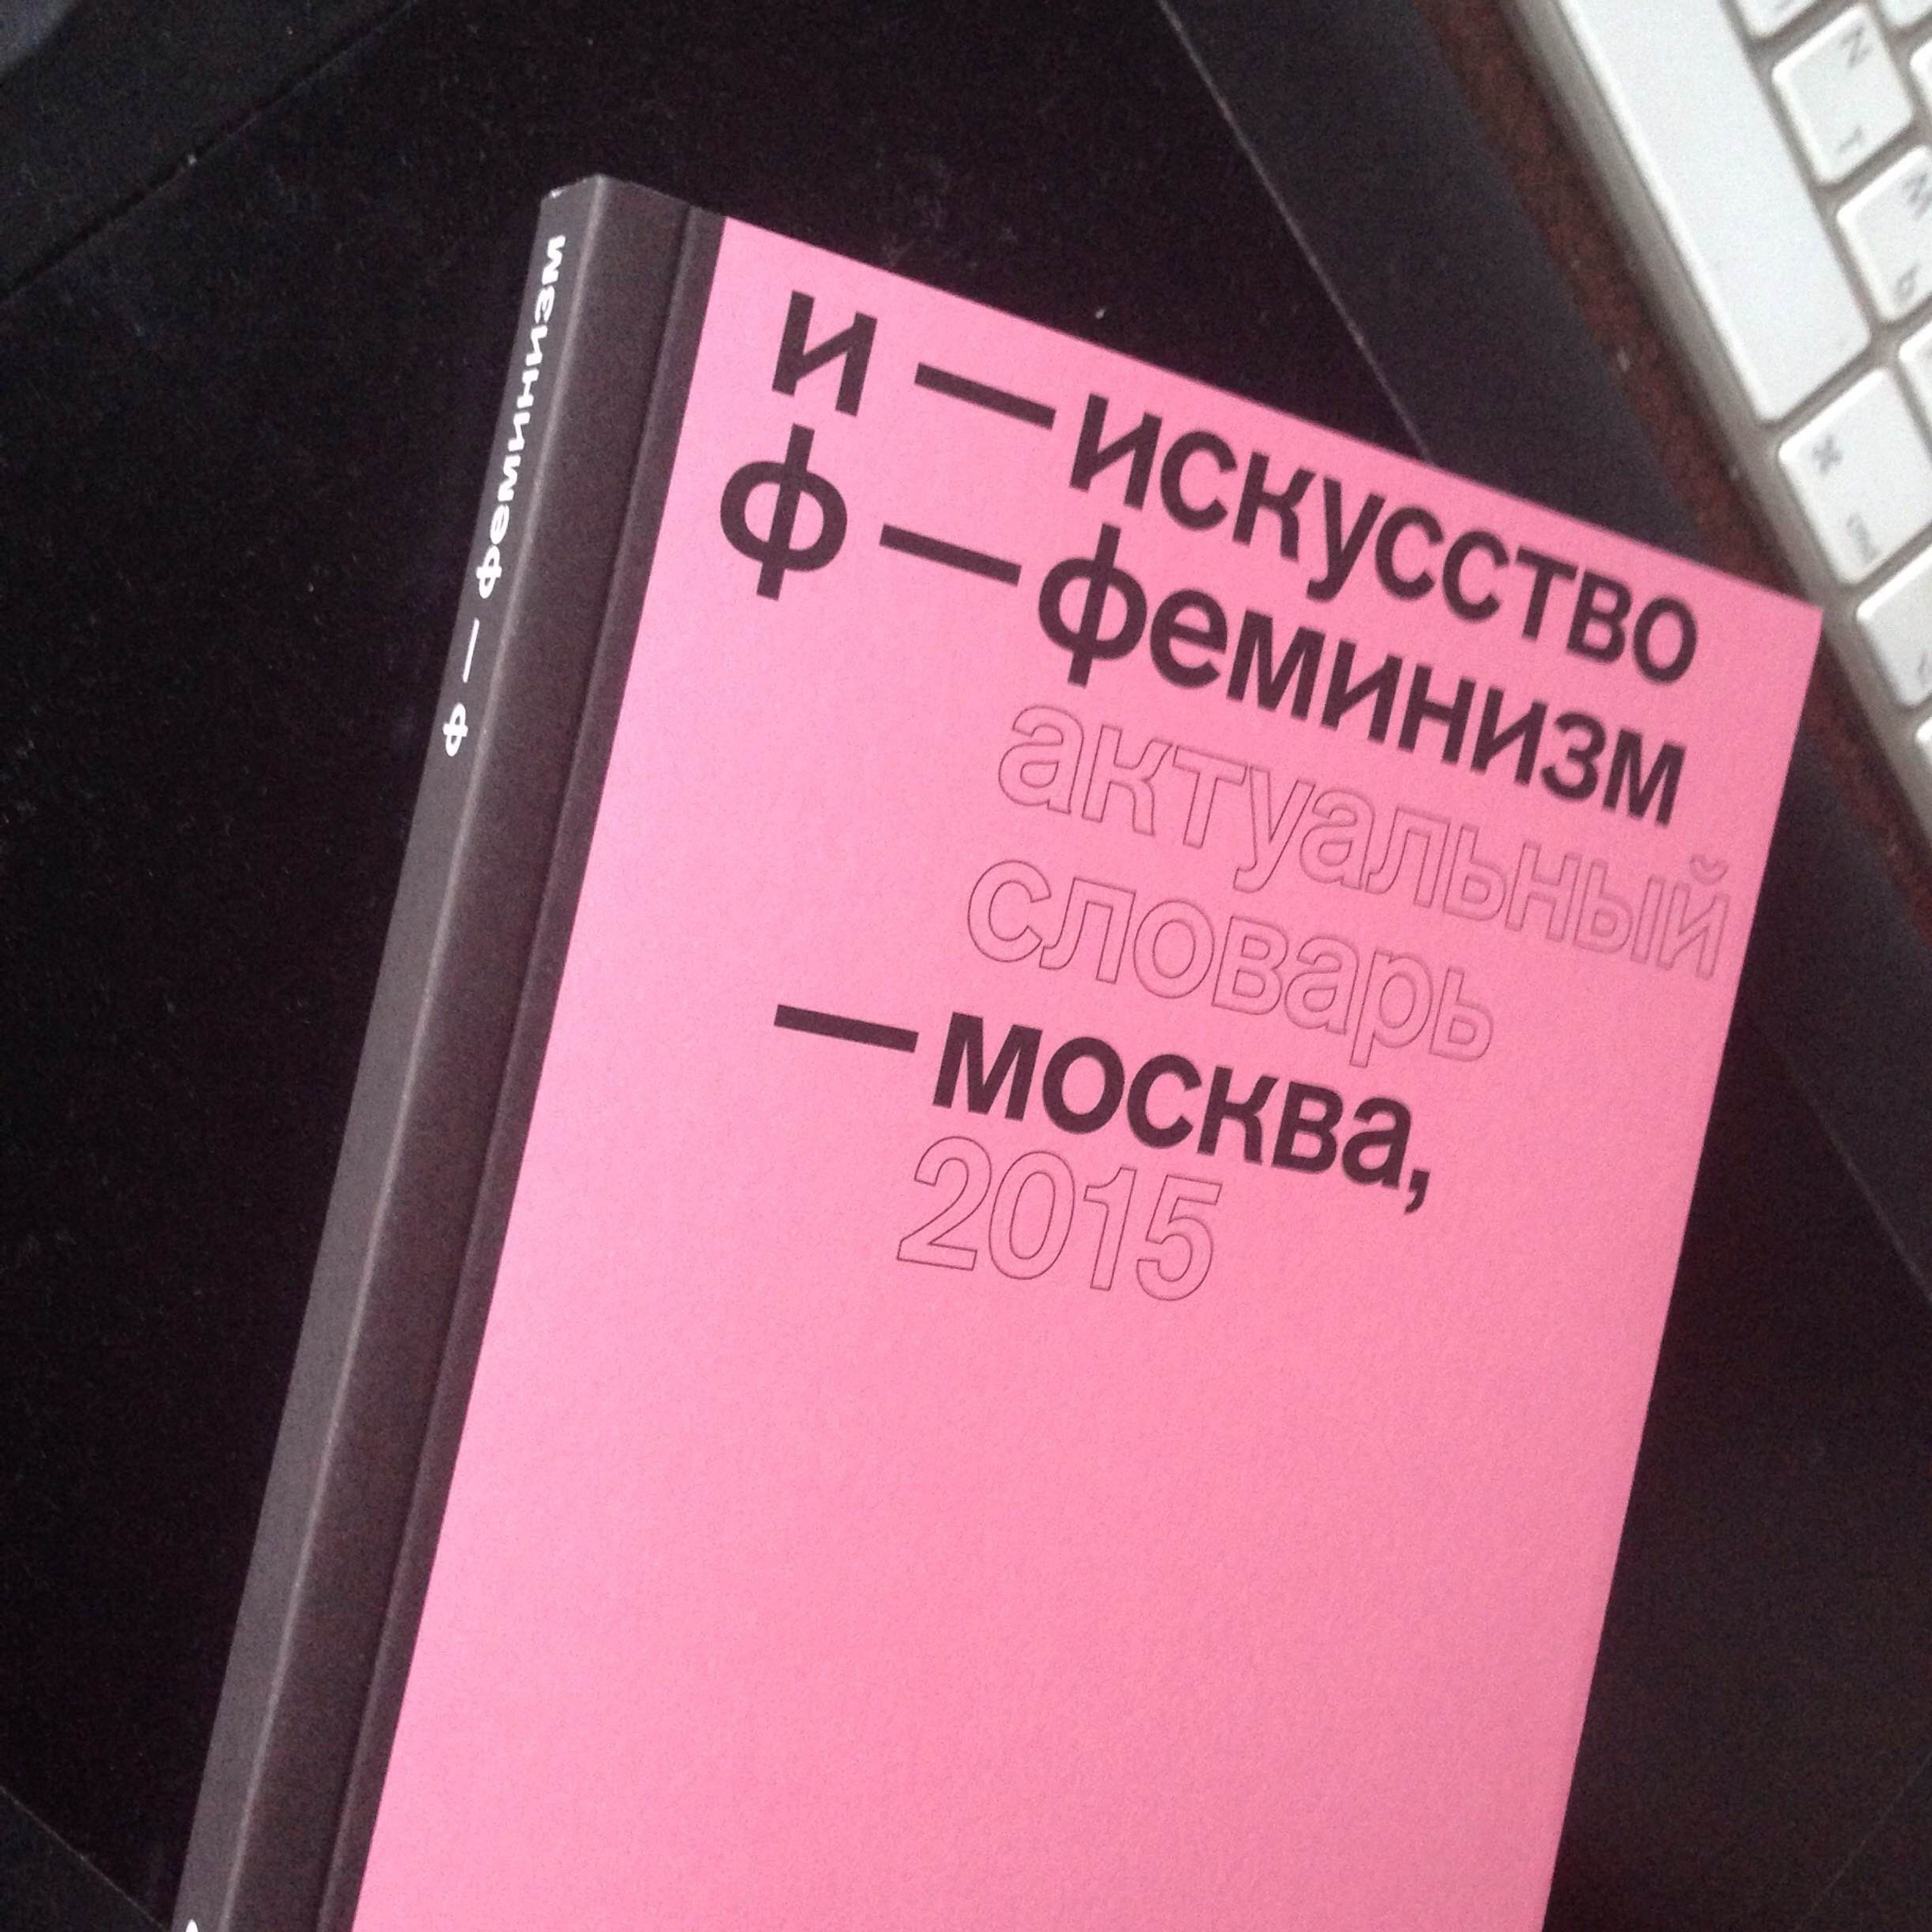 и — искусство
ф — феминизм
актуальный
словарь
— москва,
2015
ф — феминизм
N
т
M
ь
ж